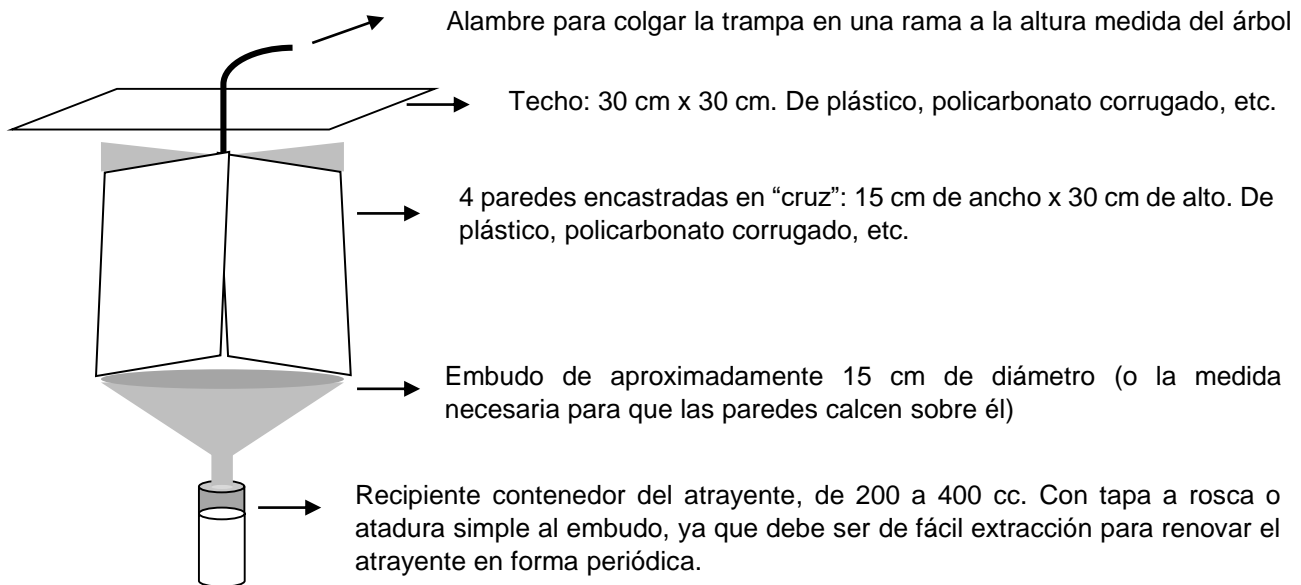 Alambre para colgar la trampa en una rama a la altura medida del árbol
Techo: 30 cm x 30 cm. De plástico, policarbonato corrugado, etc.
4 paredes encastradas en “cruz”: 15 cm de ancho x 30 cm de alto. De
plástico, policarbonato corrugado, etc.
Embudo de aproximadamente 15 cm de diámetro (o la medida
necesaria para que las paredes calcen sobre él)
Recipiente contenedor del atrayente, de 200 a 400 cc. Con tapa a rosca o
atadura simple al embudo, ya que debe ser de fácil extracción para renovar el
atrayente en forma periódica.